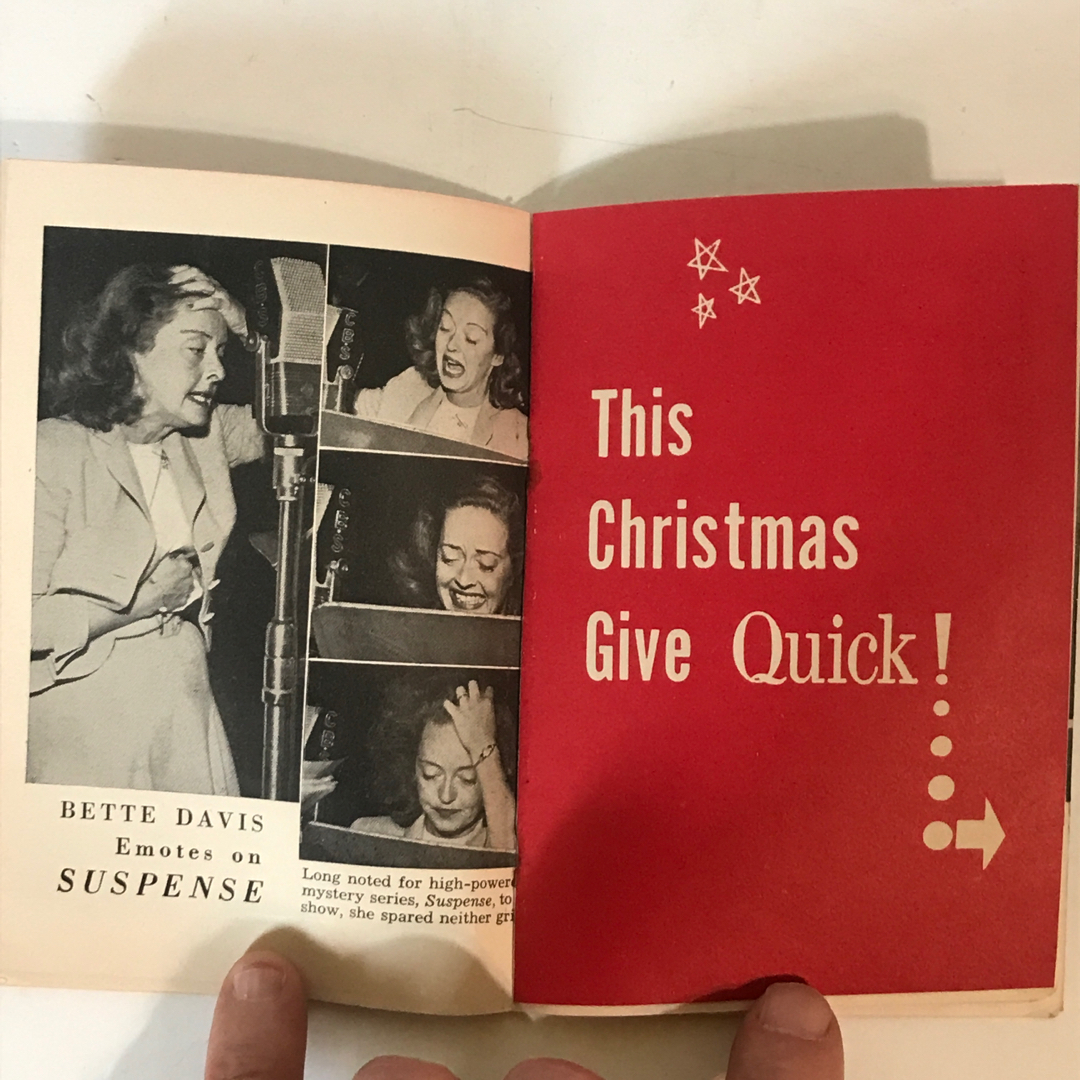 BETTE DAVIS
Emotes on
SUSPENSE
Long noted for high-power
mystery series, Suspense, to
show, she spared neither gri
This
Christmas
Give Quick!